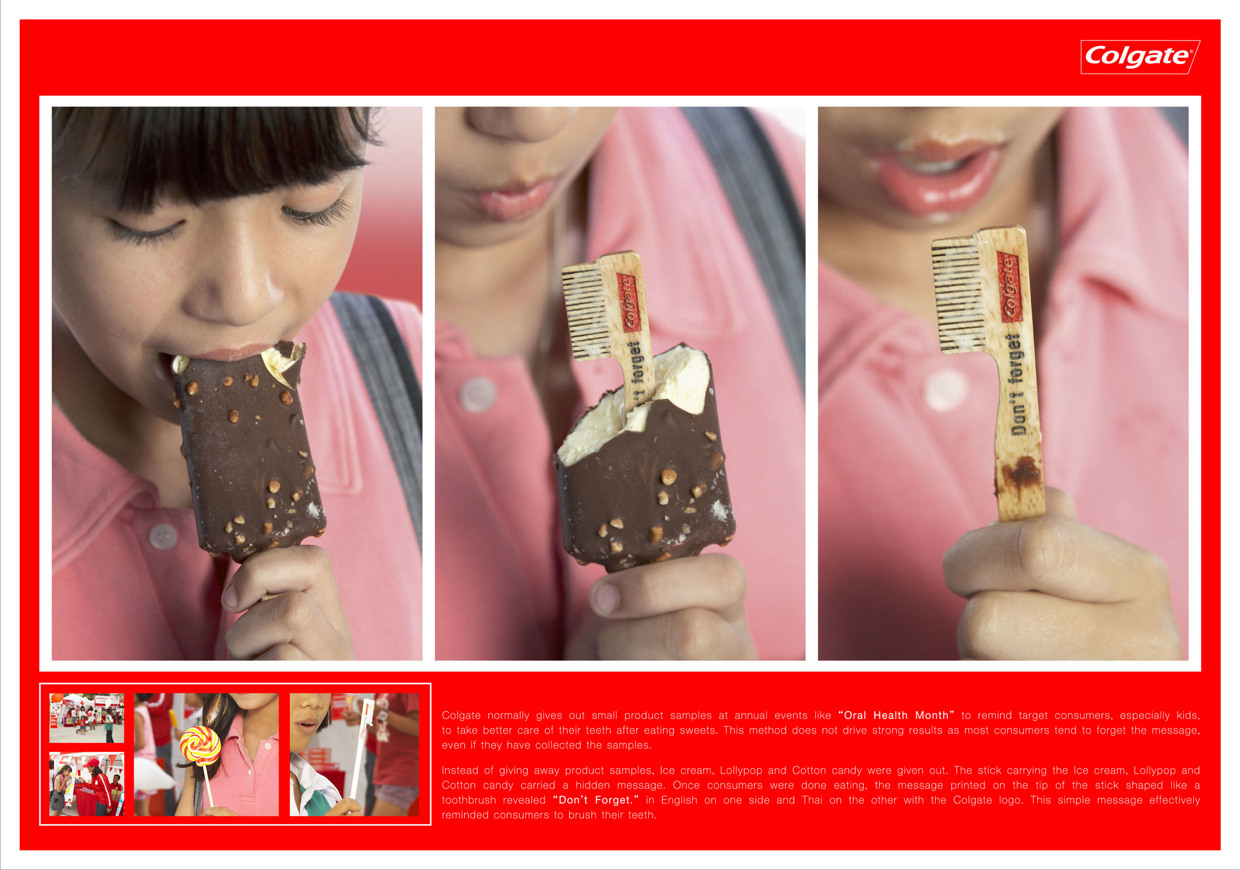 Colgate
Colgate
't forget
Colgate
Don't forget
Colgate normally gives out small product samples at annual events like “Oral Health Month” to remind target consumers, especially kids,
to take better care of their teeth after eating sweets. This method does not drive strong results as most consumers tend to forget the message,
even if they have collected the samples.
Instead of giving away product samples, Ice cream, Lollypop and Cotton candy were given out. The stick carrying the Ice cream, Lollypop and
Cotton candy carried a hidden message. Once consumers were done eating, the message printed on the tip of the stick shaped like a
toothbrush revealed “Don't Forget.” in English on one side and Thai on the other with the Colgate logo. This simple message effectively
reminded consumers to brush their teeth.